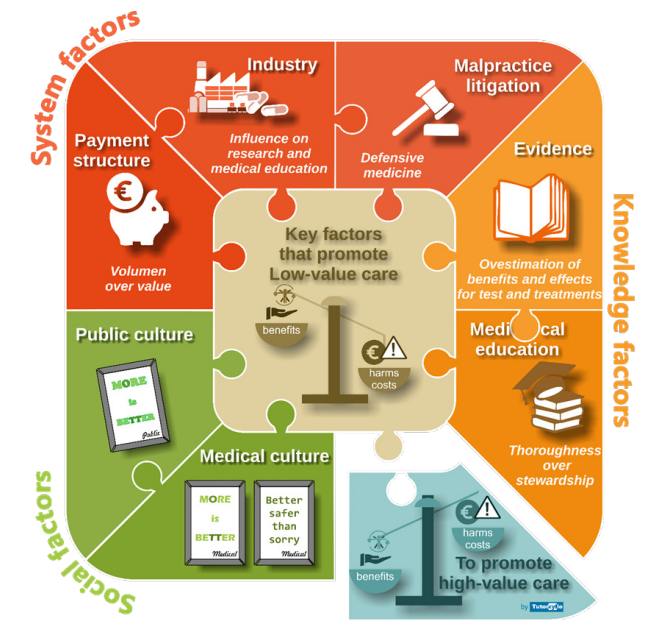 System factors
Industry
Influence on
research and
medical education
Malpractice
litigation
Defensive
medicine
Payment
structure
€
Volumen
over value
Evidence
Ovestimation of
benefits and effects
for test and treatments
Knowledge factors
Key factors
that promote
Low-value care
benefits
€ !
harms
costs
Medical
education
Thoroughness
over
stewardship
Public culture
MORE
is
BETTER
Public
Social factors
Medical culture
MORE
is
BETTER
Medical
Better
safer
than
sorry
Medical
€ !
harms
costs
benefits
To promote
high-value care